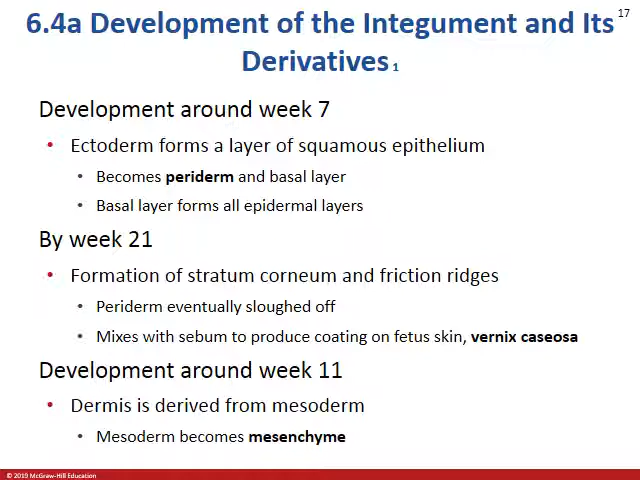 17
6.4a Development of the Integument and Its
Derivatives 1
Development around week 7
• Ectoderm forms a layer of squamous epithelium
• Becomes periderm and basal layer
• Basal layer forms all epidermal layers
By week 21
• Formation of stratum corneum and friction ridges
• Periderm eventually sloughed off
• Mixes with sebum to produce coating on fetus skin, vernix caseosa
Development around week 11
• Dermis is derived from mesoderm
• Mesoderm becomes mesenchyme
© 2019 McGraw-Hill Education